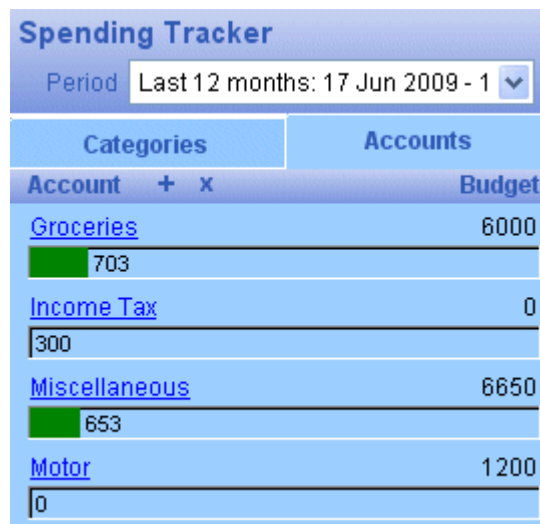 Spending Tracker
Period Last 12 months: 17 Jun 2009 - 1
Categories Accounts
Account + x Budget
Groceries 6000
703
Income Tax 0
300
Miscellaneous 6650
653
Motor 1200
0